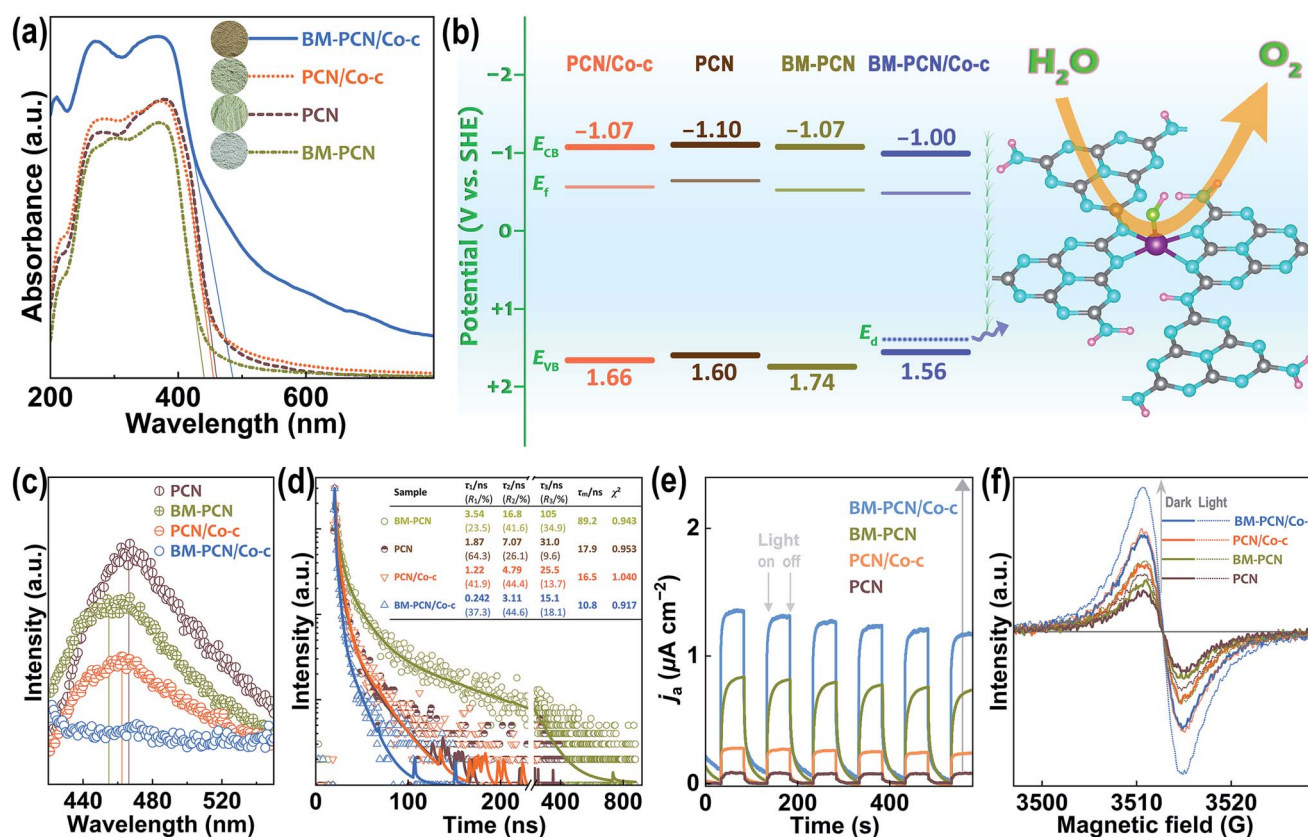 (a)
BM-PCN/Co-c
PCN/Co-c
PCN
BM-PCN
Absorbance (a.u.)
200 400 600
Wavelength (nm)
(b)
Potential (V vs. SHE)
−2
−1
0
+1
+2
PCN/Co-c PCN BM-PCN BM-PCN/Co-c
−1.07 −1.10 −1.07 −1.00
E_CB
E_f
E_d
E_VB
1.66 1.60 1.74 1.56
H₂O
O₂
(c)
PCN
BM-PCN
PCN/Co-c
BM-PCN/Co-c
Intensity (a.u.)
440 480 520
Wavelength (nm)
(d)
Sample τ₁/ns (R₁/%) τ₂/ns (R₂/%) τ₃/ns (R₃/%) τm/ns χ²
BM-PCN 3.54 (23.5) 16.8 (41.6) 105 (34.9) 89.2 0.943
PCN 1.87 (64.3) 7.07 (26.1) 31.0 (9.6) 17.9 0.953
PCN/Co-c 1.22 (41.9) 4.79 (44.4) 25.5 (13.7) 16.5 1.040
BM-PCN/Co-c 0.242 (37.3) 3.11 (44.6) 15.1 (18.1) 10.8 0.917
Intensity (a.u.)
0 100 200 400 800
Time (ns)
(e)
BM-PCN/Co-c
BM-PCN
PCN/Co-c
PCN
Light
on off
jₐ (μA cm⁻²)
2
1
0
0 200 400
Time (s)
(f)
Dark Light
BM-PCN/Co-c
PCN/Co-c
BM-PCN
PCN
Intensity (a.u.)
3500 3510 3520
Magnetic field (G)